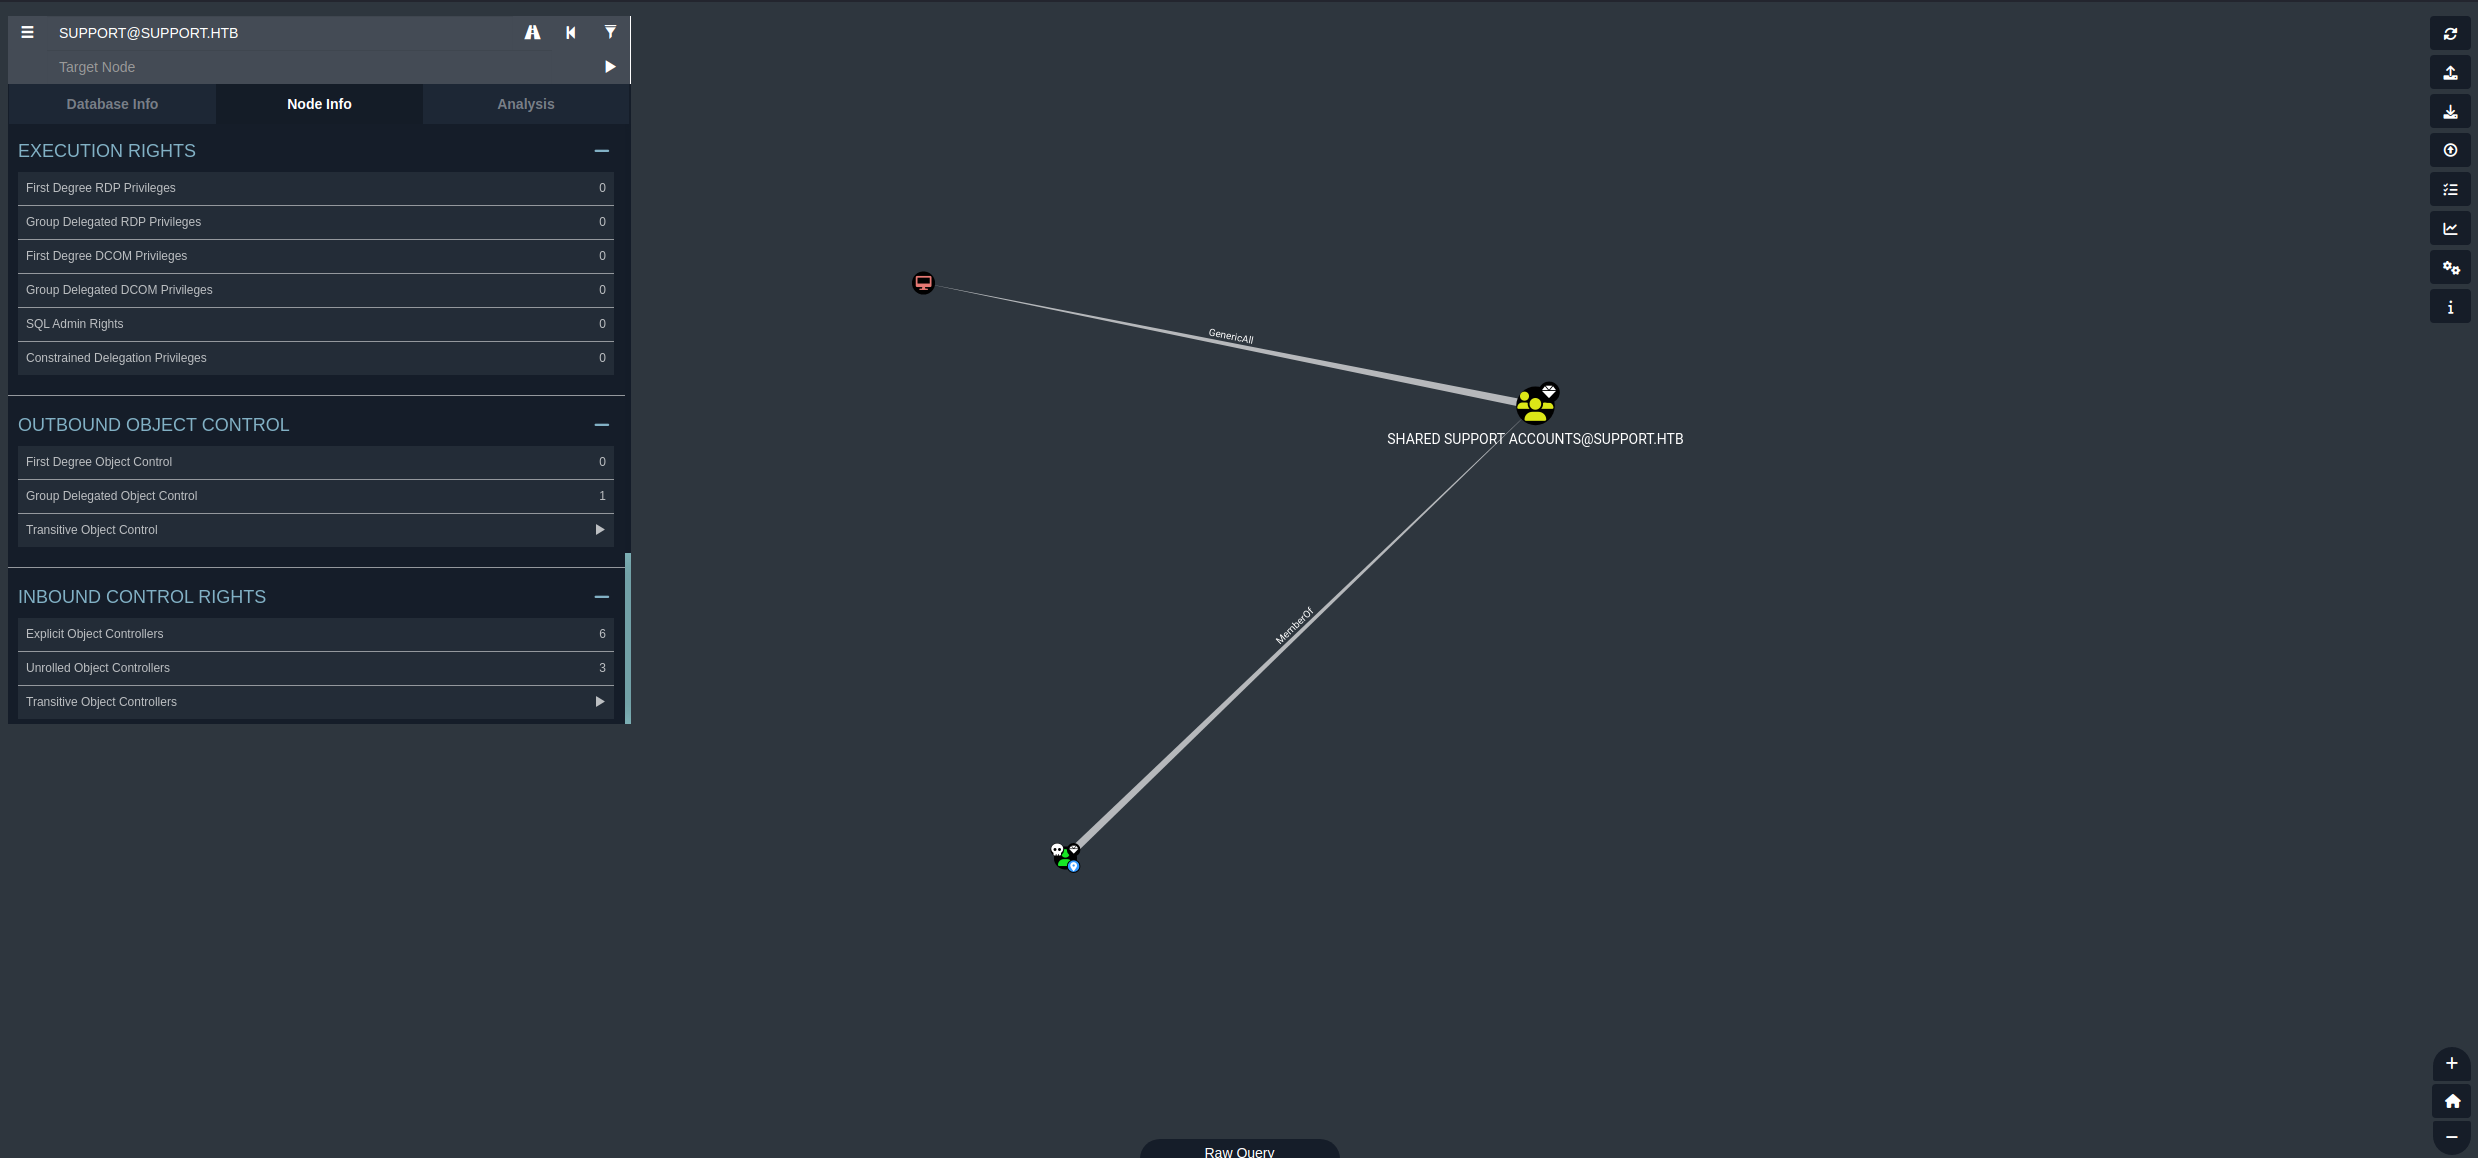 SUPPORT@SUPPORT.HTB
Target Node
Database Info Node Info Analysis
EXECUTION RIGHTS
First Degree RDP Privileges 0
Group Delegated RDP Privileges 0
First Degree DCOM Privileges 0
Group Delegated DCOM Privileges 0
SQL Admin Rights 0
Constrained Delegation Privileges 0
OUTBOUND OBJECT CONTROL
First Degree Object Control 0
Group Delegated Object Control 1
Transitive Object Control
INBOUND CONTROL RIGHTS
Explicit Object Controllers 6
Unrolled Object Controllers 3
Transitive Object Controllers
GenericAll
SHARED SUPPORT ACCOUNTS@SUPPORT.HTB
MemberOf
Raw Query